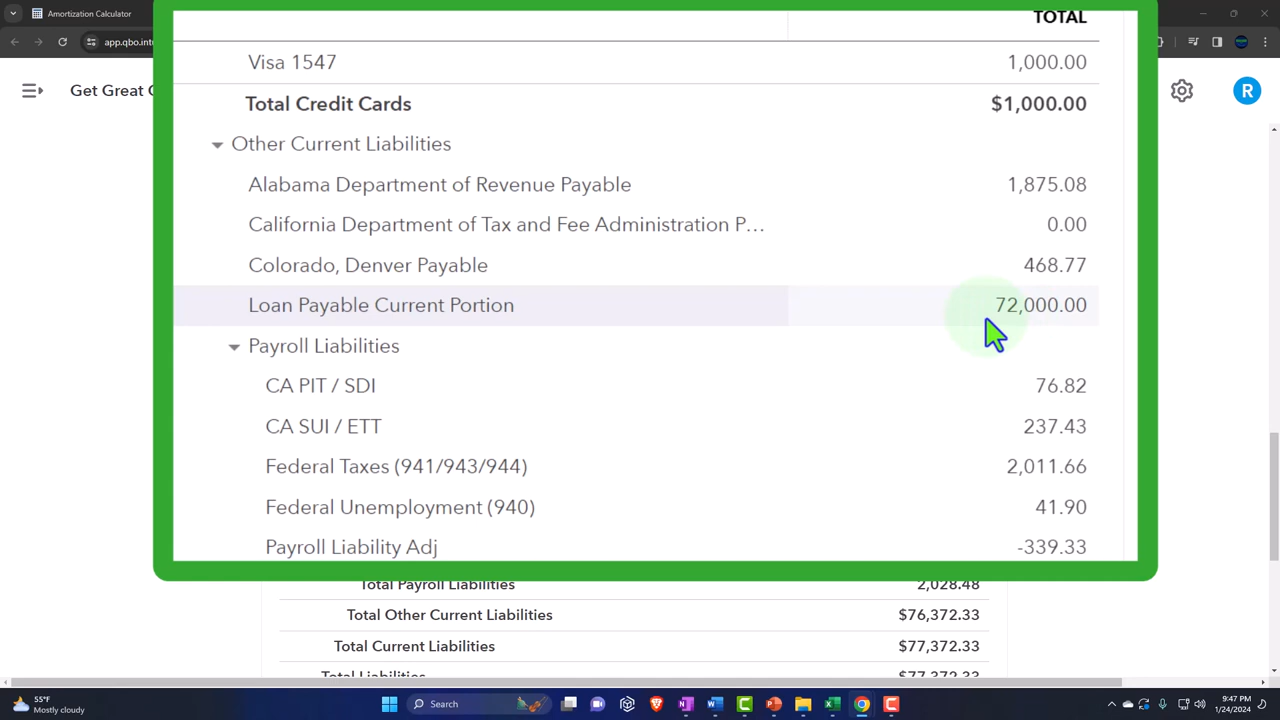 Amortization Calculator
app.qbo.int
Get Great G
R
TOTAL
Visa 1547 1,000.00
Total Credit Cards $1,000.00
Other Current Liabilities
Alabama Department of Revenue Payable 1,875.08
California Department of Tax and Fee Administration P… 0.00
Colorado, Denver Payable 468.77
Loan Payable Current Portion 72,000.00
Payroll Liabilities
CA PIT / SDI 76.82
CA SUI / ETT 237.43
Federal Taxes (941/943/944) 2,011.66
Federal Unemployment (940) 41.90
Payroll Liability Adj -339.33
Total Payroll Liabilities 2,028.48
Total Other Current Liabilities $76,372.33
Total Current Liabilities $77,372.33
Total Liabilities $77,372.33
55°F
Mostly cloudy
Search
9:47 PM
1/24/2024